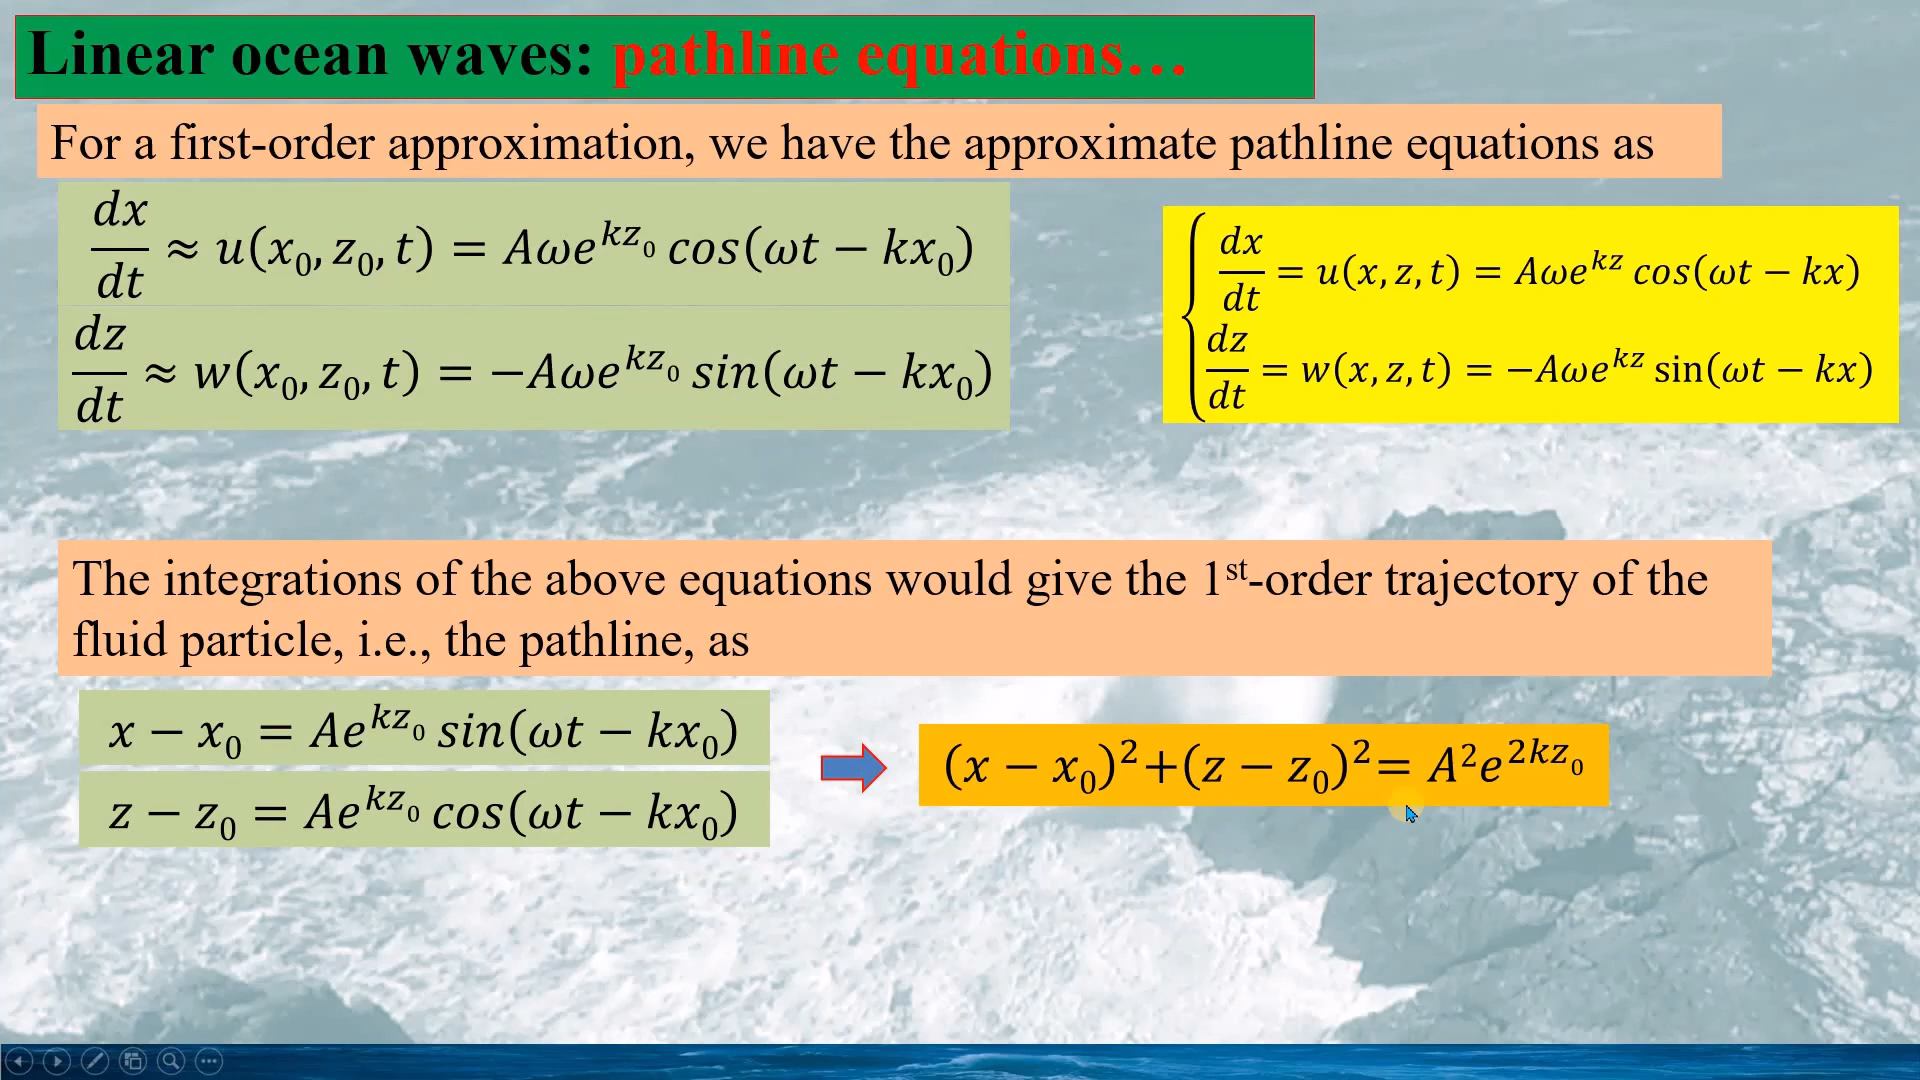 Linear ocean waves: pathline equations…
For a first-order approximation, we have the approximate pathline equations as
dx/dt ≈ u(x₀, z₀, t) = Aωe^{kz₀} cos(ωt − kx₀)
dz/dt ≈ w(x₀, z₀, t) = −Aωe^{kz₀} sin(ωt − kx₀)
dx/dt = u(x, z, t) = Aωe^{kz} cos(ωt − kx)
dz/dt = w(x, z, t) = −Aωe^{kz} sin(ωt − kx)
The integrations of the above equations would give the 1st-order trajectory of the
fluid particle, i.e., the pathline, as
x − x₀ = Ae^{kz₀} sin(ωt − kx₀)
z − z₀ = Ae^{kz₀} cos(ωt − kx₀)
(x − x₀)²+(z − z₀)²= A²e^{2kz₀}